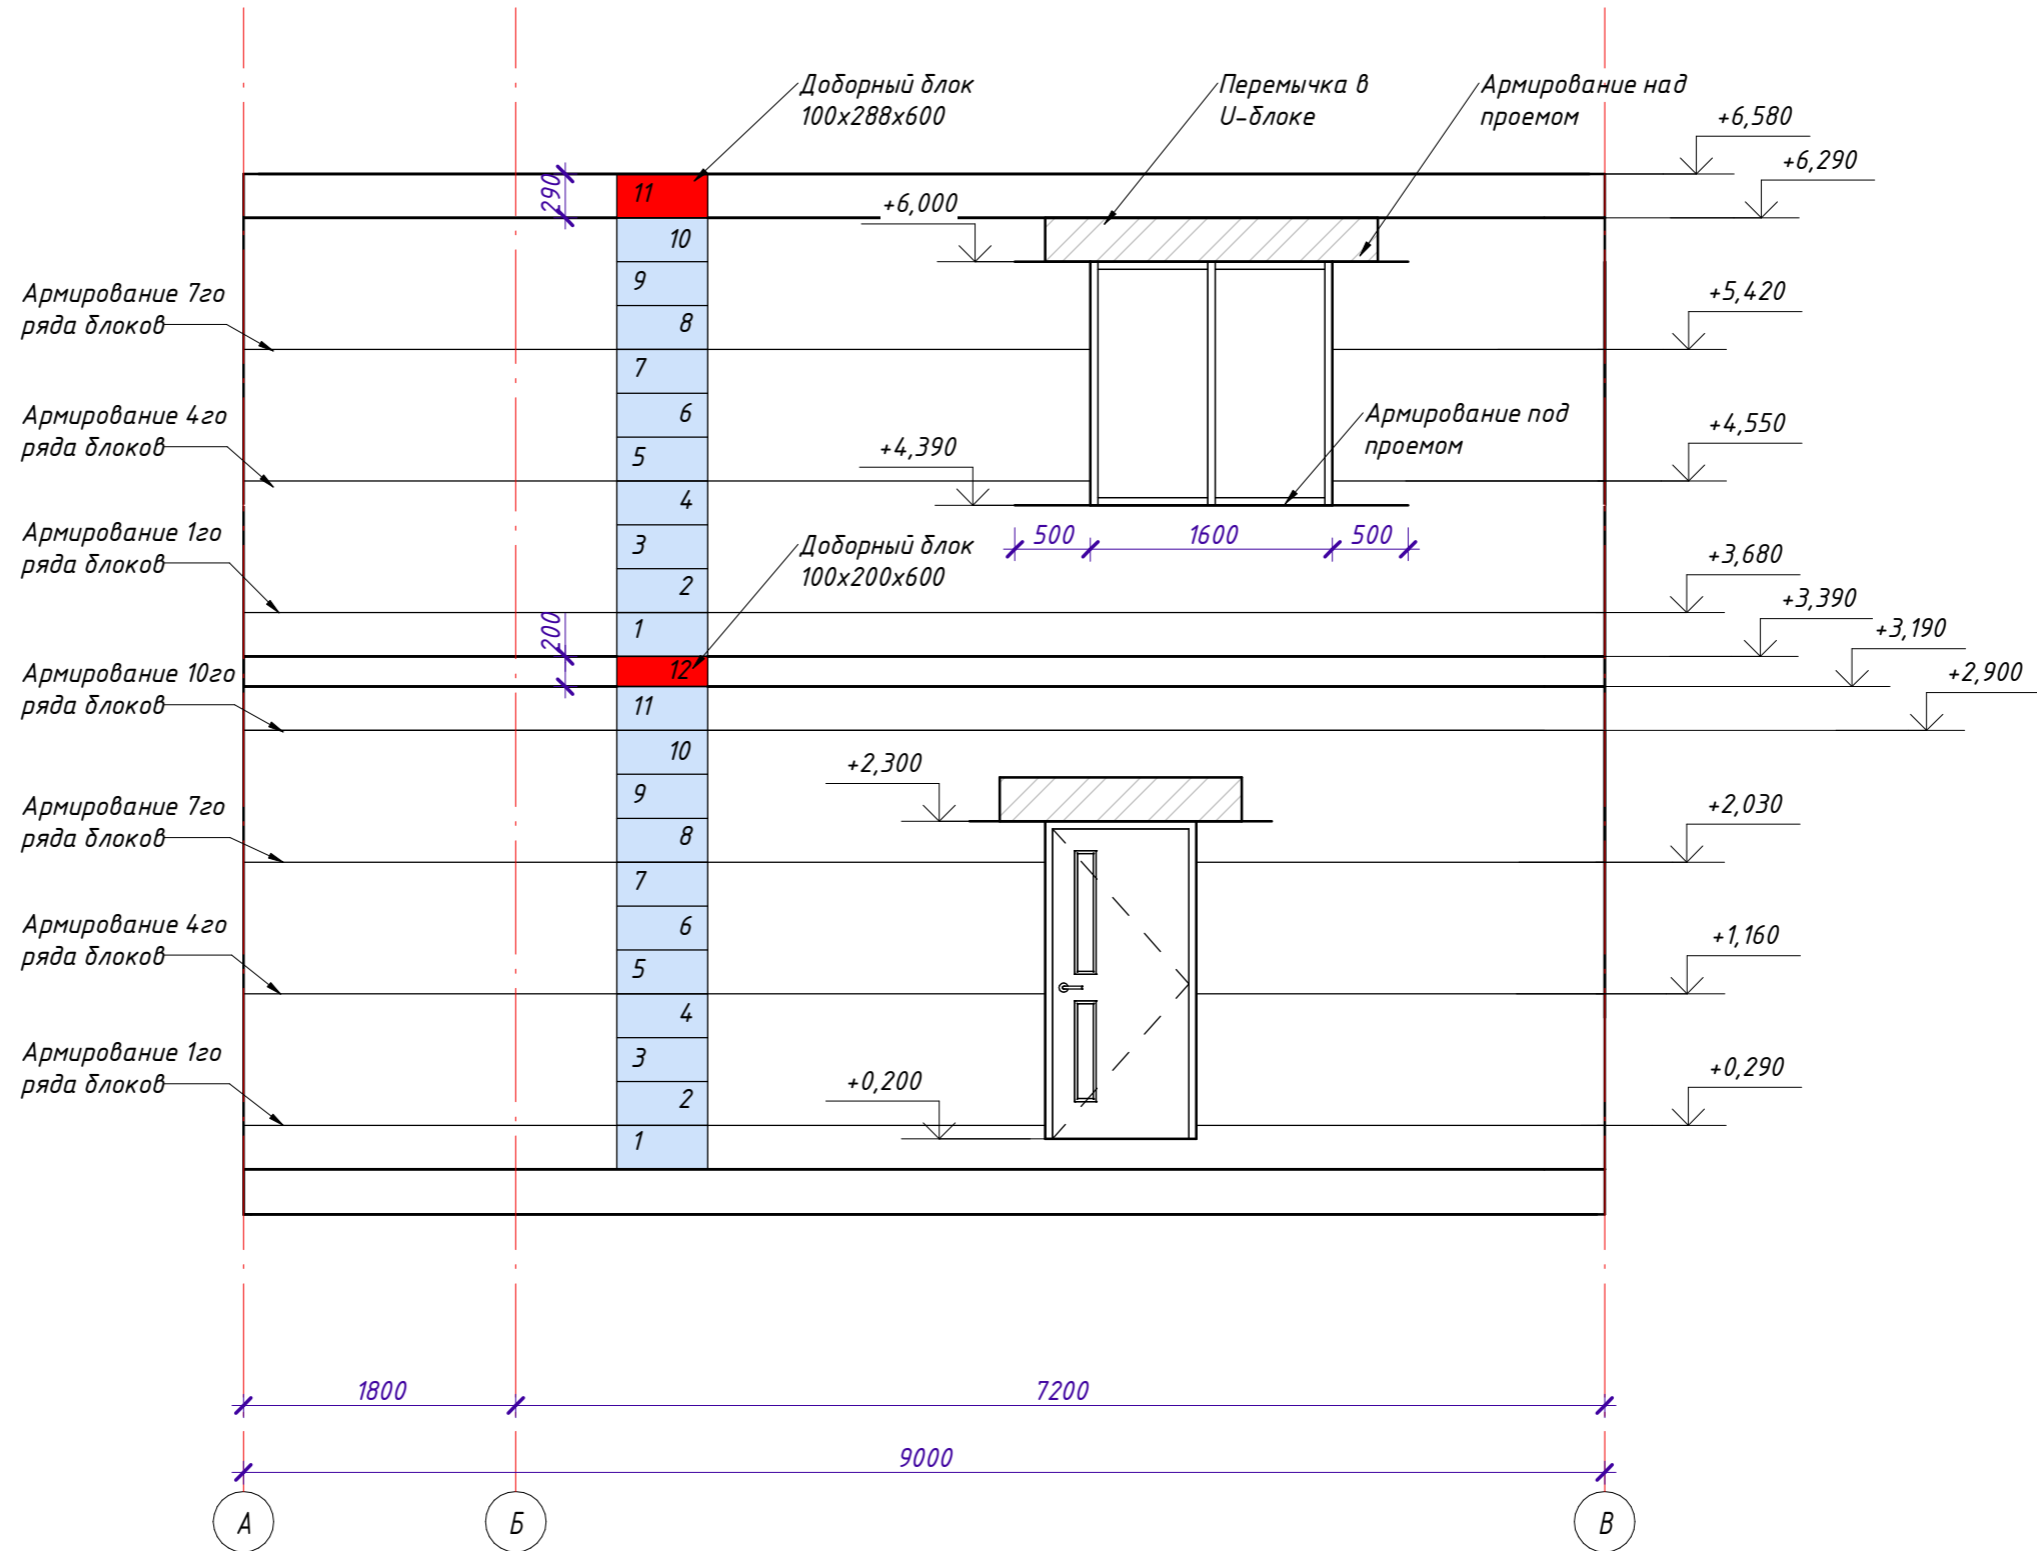 Доборный блок
100х288х600
Перемычка в
U-блоке
Армирование над
проемом
+6,580
+6,290
290
11
+6,000
10
9
Армирование 7го
ряда блоков
8
+5,420
7
Армирование 4го
ряда блоков
6
Армирование под
проемом
+4,550
5
+4,390
4
500
1600
500
Армирование 1го
ряда блоков
3
Доборный блок
100х200х600
+3,680
2
+3,390
200
1
+3,190
Армирование 10го
ряда блоков
12
+2,900
11
10
+2,300
9
Армирование 7го
ряда блоков
8
+2,030
7
Армирование 4го
ряда блоков
6
+1,160
5
4
Армирование 1го
ряда блоков
3
+0,290
+0,200
2
1
1800
7200
9000
А
Б
В